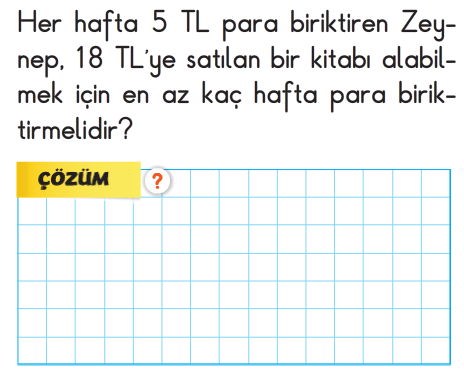 Her hafta 5 TL para biriktiren Zey-
nep, 18 TL'ye satılan bir kitabı alabil-
mek için en az kaç hafta para birik-
tirmelidir?
ÇÖZÜM ?